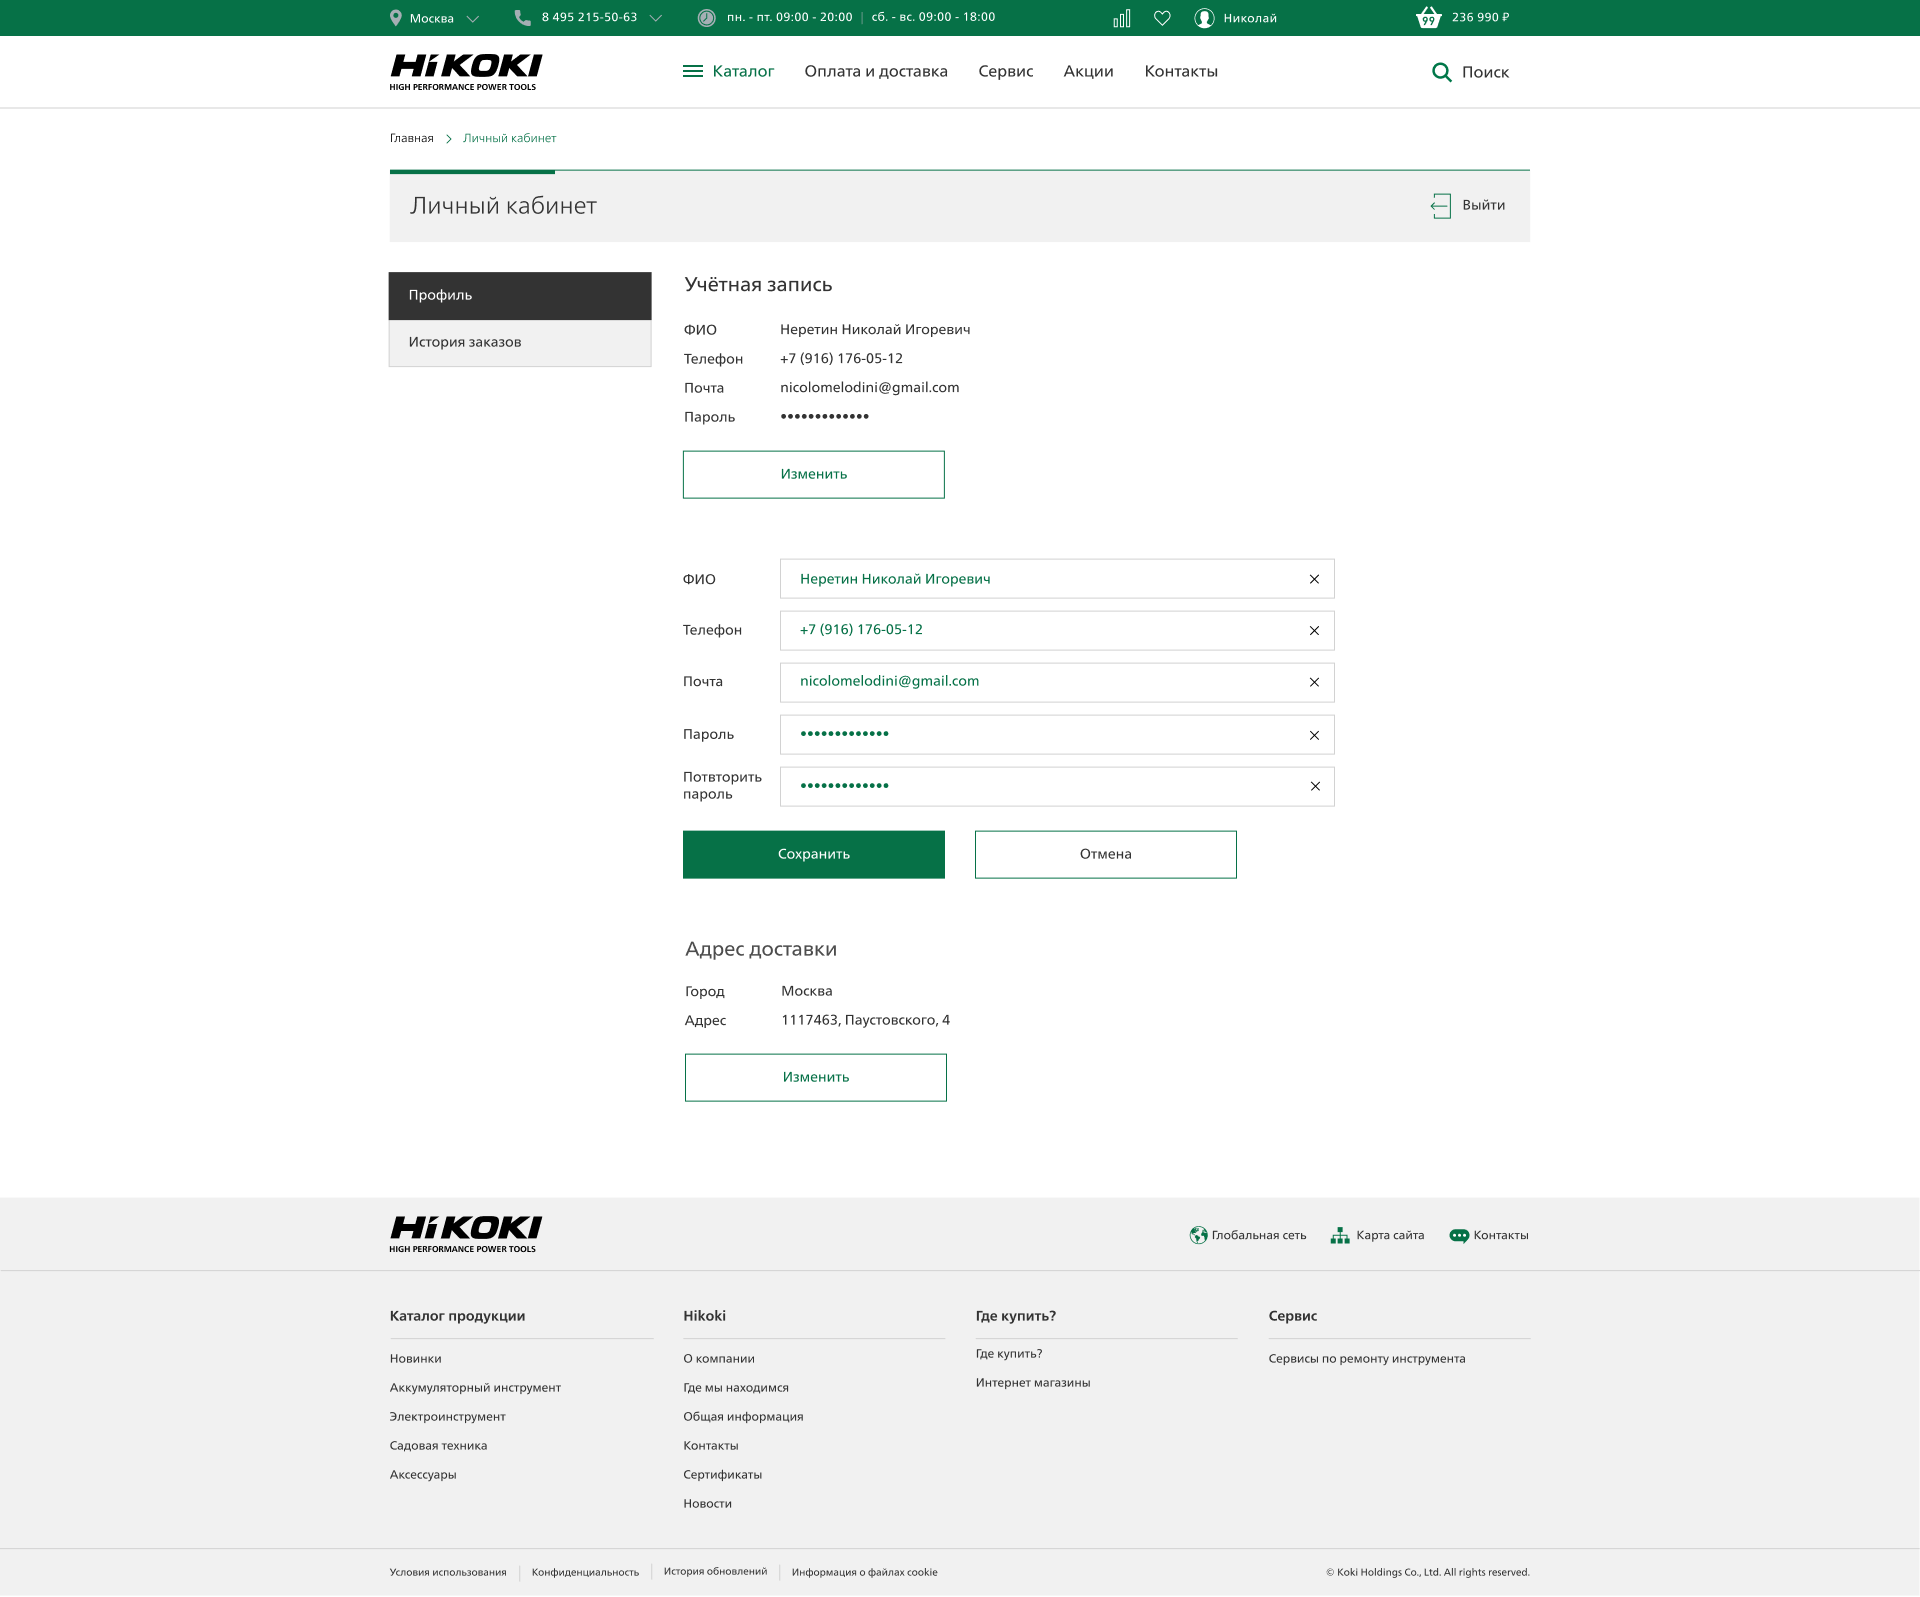 Москва
8 495 215-50-63
пн. - пт. 09:00 - 20:00 | сб. - вс. 09:00 - 18:00
Николай
99
236 990 ₽
HiKOKI
HIGH PERFORMANCE POWER TOOLS
Каталог
Оплата и доставка
Сервис
Акции
Контакты
Поиск
Главная
Личный кабинет
Личный кабинет
Выйти
Профиль
История заказов
Учётная запись
ФИО Неретин Николай Игоревич
Телефон +7 (916) 176-05-12
Почта nicolomelodini@gmail.com
Пароль •••••••••••••
Изменить
ФИО Неретин Николай Игоревич
Телефон +7 (916) 176-05-12
Почта nicolomelodini@gmail.com
Пароль •••••••••••••
Потвторить
пароль •••••••••••••
Сохранить
Отмена
Адрес доставки
Город Москва
Адрес 1117463, Паустовского, 4
Изменить
HiKOKI
HIGH PERFORMANCE POWER TOOLS
Глобальная сеть
Карта сайта
Контакты
Каталог продукции
Новинки
Аккумуляторный инструмент
Электроинструмент
Садовая техника
Аксессуары
Hikoki
О компании
Где мы находимся
Общая информация
Контакты
Сертификаты
Новости
Где купить?
Где купить?
Интернет магазины
Сервис
Сервисы по ремонту инструмента
Условия использования
Конфиденциальность
История обновлений
Информация о файлах cookie
© Koki Holdings Co., Ltd. All rights reserved.